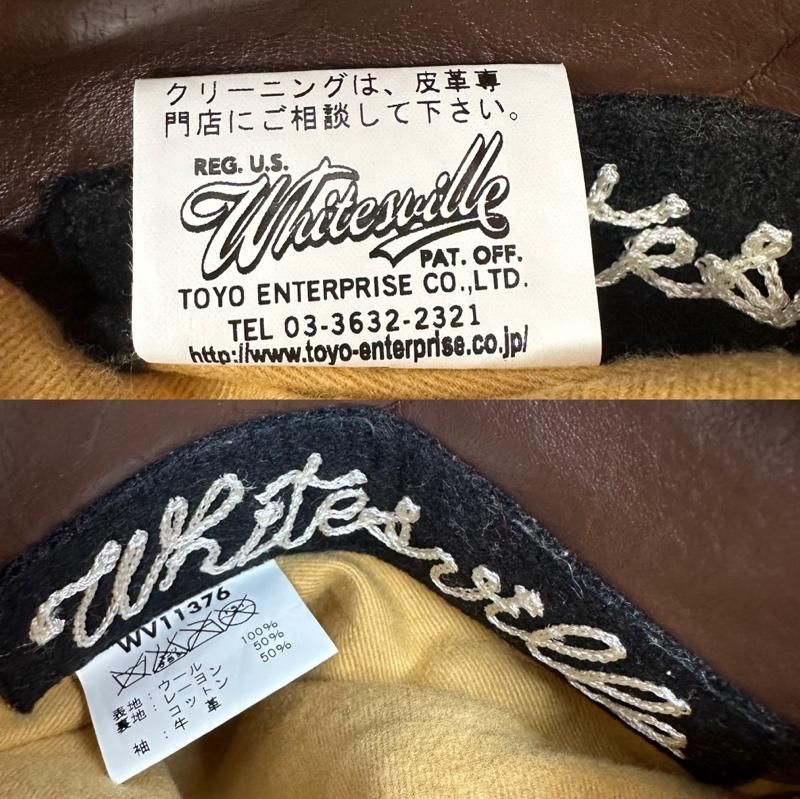 クリーニングは、皮革専
門店にご相談して下さい。
REG. U.S.
Whitesville
PAT. OFF.
TOYO ENTERPRISE CO.,LTD.
TEL 03-3632-2321
http://www.toyo-enterprise.co.jp/
Whitesville
WV11376
表地:ウール 100%
裏地:レーヨン 50%
コットン 50%
袖:牛革